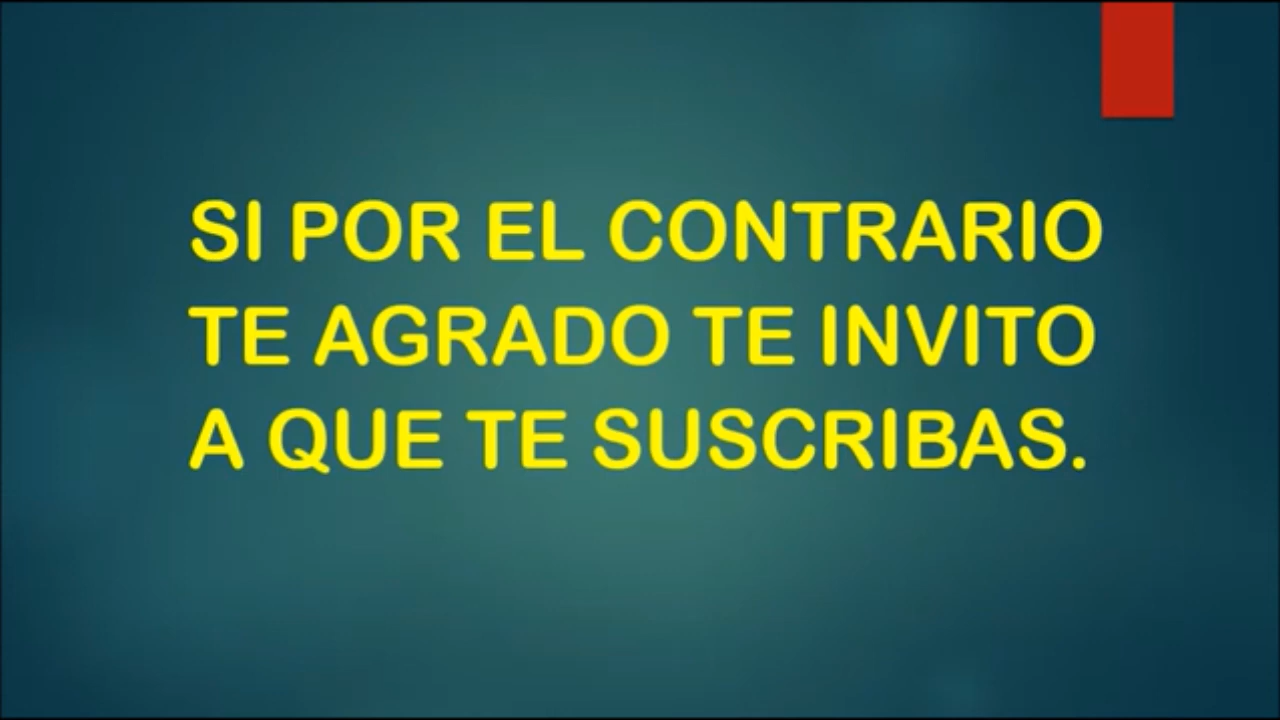 SI POR EL CONTRARIO
TE AGRADO TE INVITO
A QUE TE SUSCRIBAS.